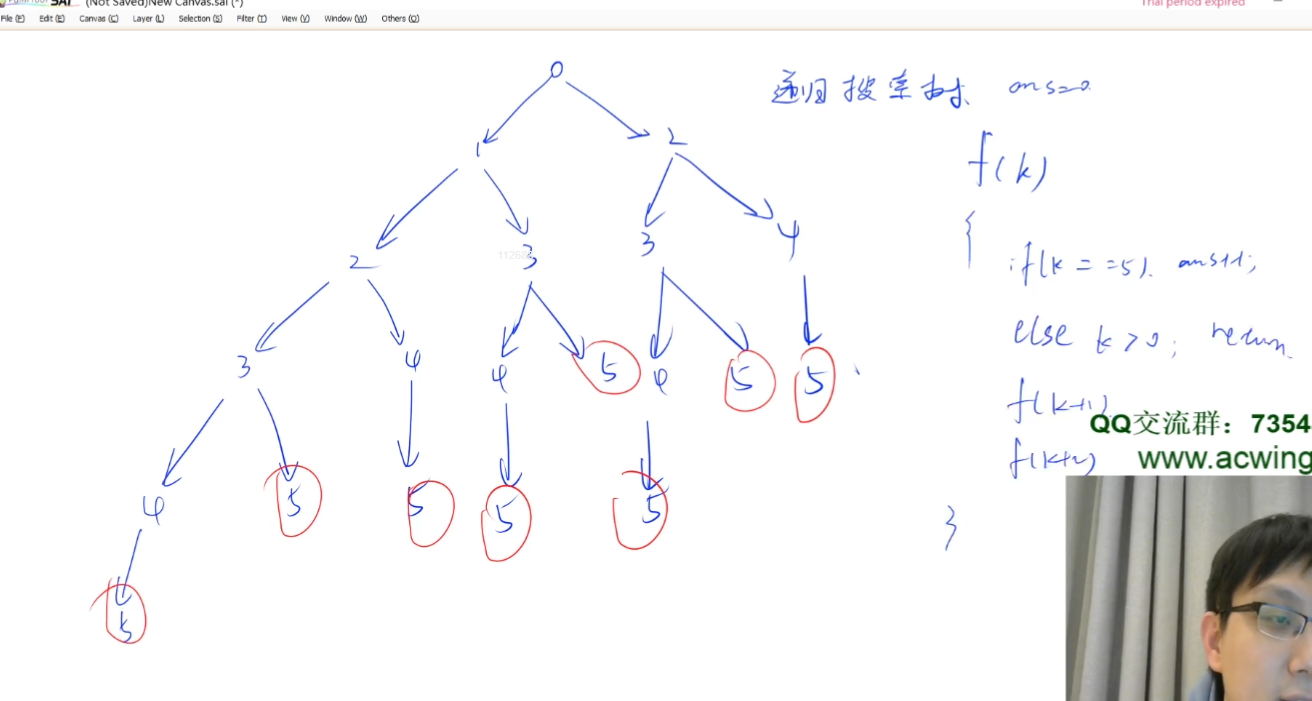 SAI (Not Saved)New Canvas.sai (*)
Trial period expired
File (F) Edit (E) Canvas (C) Layer (L) Selection (S) Filter (T) View (V) Window (W) Others (O)
0
递归搜索树 ans=0
1 2
f(k)
{
2 3 3 4
if(k==5). ans++;
else k>0; return.
3 4 4 5 4 5 5
f(k+1)
QQ交流群：7354
f(k+2)
www.acwing
4 5 5 5 5
}
5